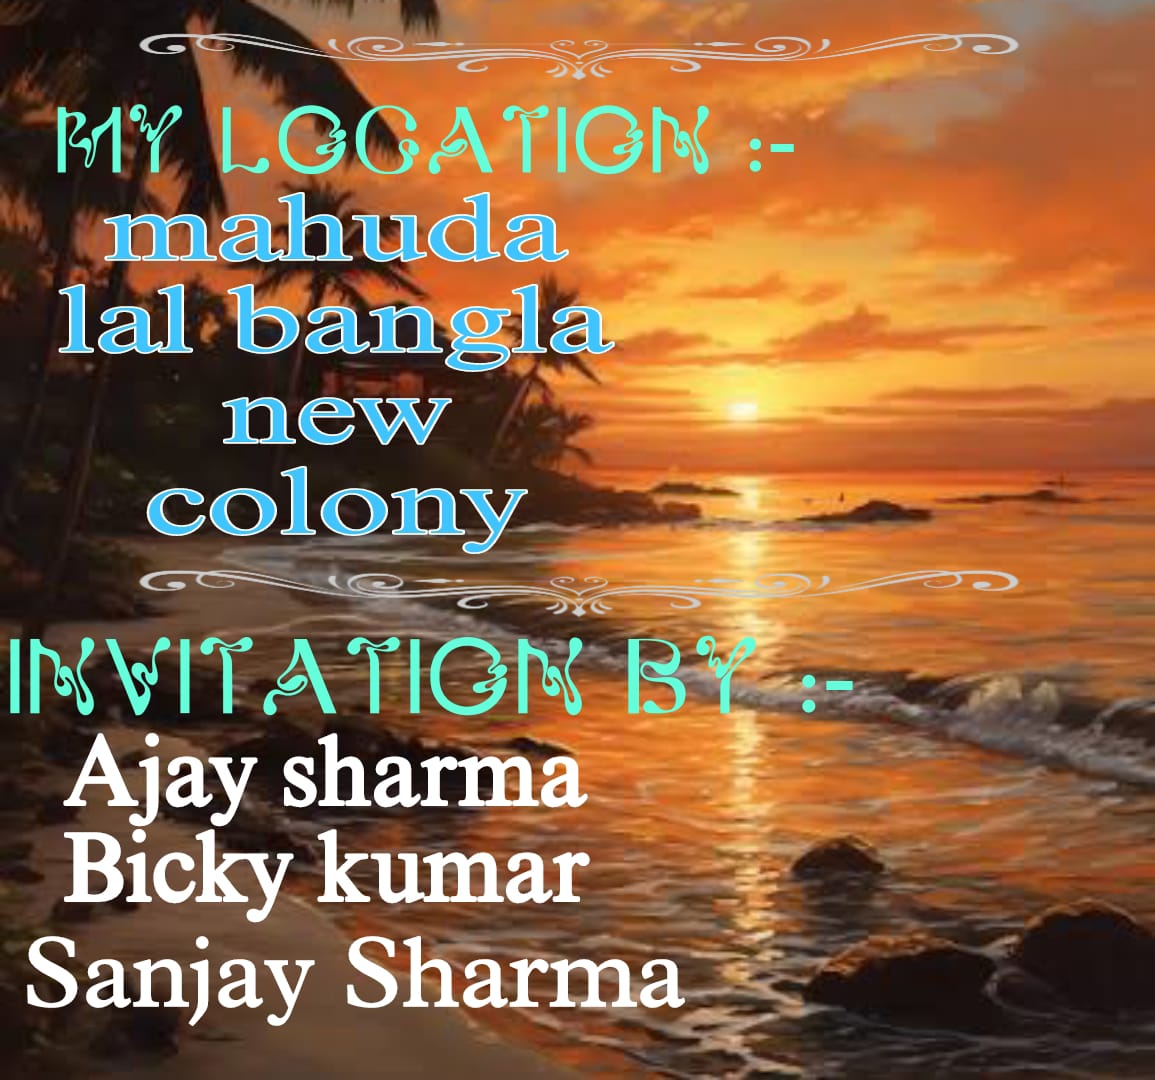 MY LOCATION :-
mahuda
lal bangla
new
colony
INVITATION BY :-
Ajay sharma
Bicky kumar
Sanjay Sharma